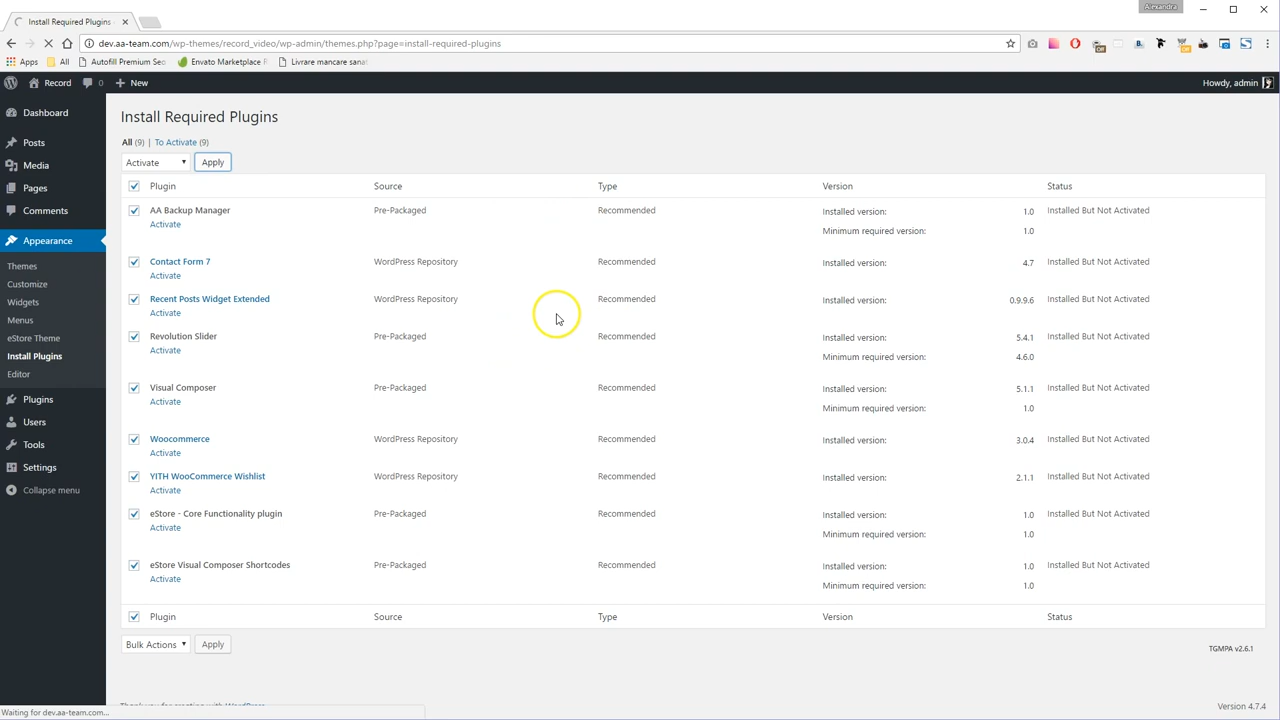 Alexandra
Install Required Plugins
dev.aa-team.com/wp-themes/record_video/wp-admin/themes.php?page=install-required-plugins
Apps All Autofill Premium Seo Envato Marketplace Livrare mancare sanat
Record 0 New Howdy, admin
Dashboard
Posts
Media
Pages
Comments
Appearance
Themes
Customize
Widgets
Menus
eStore Theme
Install Plugins
Editor
Plugins
Users
Tools
Settings
Collapse menu
Install Required Plugins
All (9) | To Activate (9)
Activate Apply
Plugin Source Type Version Status
AA Backup Manager Pre-Packaged Recommended Installed version: 1.0 Installed But Not Activated
Activate Minimum required version: 1.0
Contact Form 7 WordPress Repository Recommended Installed version: 4.7 Installed But Not Activated
Activate
Recent Posts Widget Extended WordPress Repository Recommended Installed version: 0.9.9.6 Installed But Not Activated
Activate
Revolution Slider Pre-Packaged Recommended Installed version: 5.4.1 Installed But Not Activated
Activate Minimum required version: 4.6.0
Visual Composer Pre-Packaged Recommended Installed version: 5.1.1 Installed But Not Activated
Activate Minimum required version: 1.0
Woocommerce WordPress Repository Recommended Installed version: 3.0.4 Installed But Not Activated
Activate
YITH WooCommerce Wishlist WordPress Repository Recommended Installed version: 2.1.1 Installed But Not Activated
Activate
eStore - Core Functionality plugin Pre-Packaged Recommended Installed version: 1.0 Installed But Not Activated
Activate Minimum required version: 1.0
eStore Visual Composer Shortcodes Pre-Packaged Recommended Installed version: 1.0 Installed But Not Activated
Activate Minimum required version: 1.0
Plugin Source Type Version Status
Bulk Actions Apply
TGMPA v2.6.1
Thank you for creating with WordPress Version 4.7.4
Waiting for dev.aa-team.com...